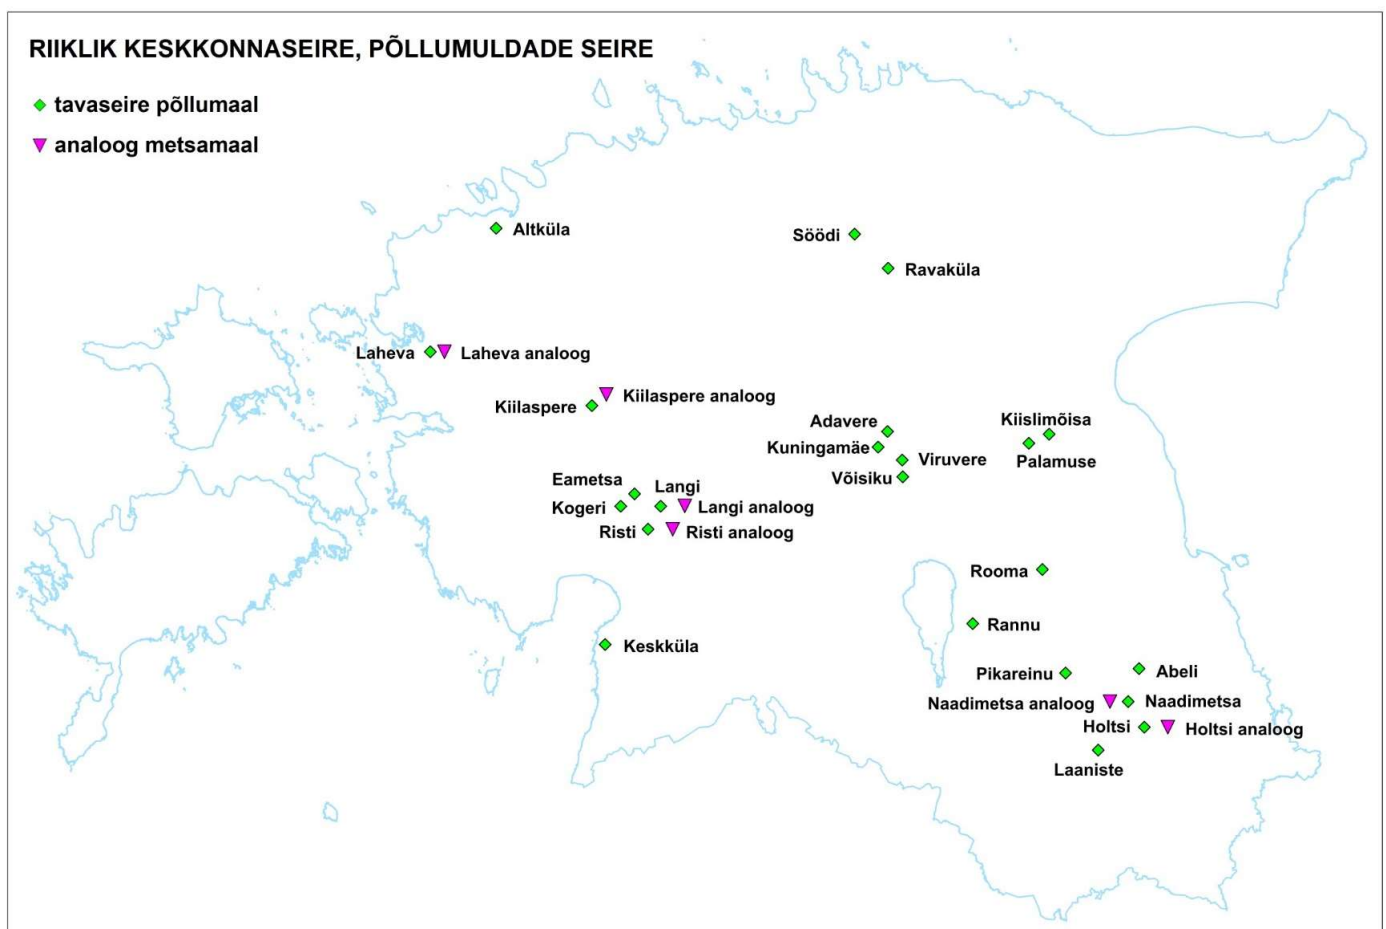 RIIKLIK KESKKONNASEIRE, PÕLLUMULDADE SEIRE
tavaseire põllumaal
analoog metsamaal
Altküla
Söödi
Ravaküla
Laheva
Laheva analoog
Kiilaspere analoog
Kiilaspere
Adavere
Kiislimõisa
Kuningamäe
Viruvere
Palamuse
Võisiku
Eametsa
Langi
Kogeri
Langi analoog
Risti
Risti analoog
Rooma
Rannu
Keskküla
Pikareinu
Abeli
Naadimetsa analoog
Naadimetsa
Holtsi
Holtsi analoog
Laaniste